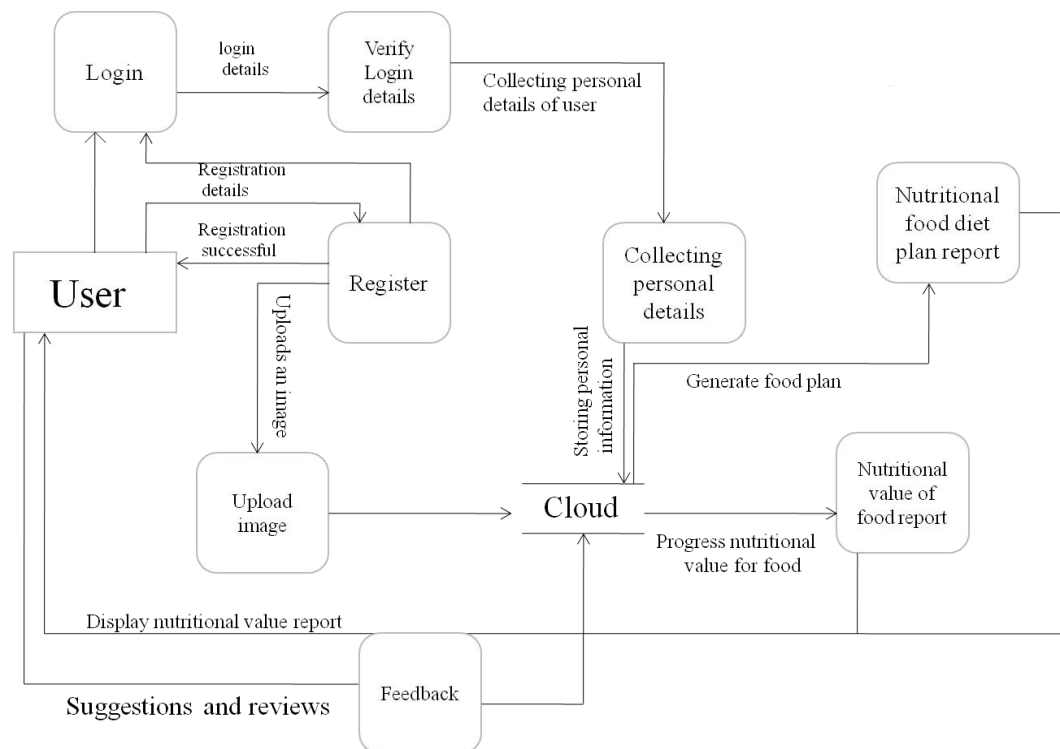 Login
login
details
Verify
Login
details
Collecting personal
details of user
Registration
details
Registration
successful
User
Register
Collecting
personal
details
Nutritional
food diet
plan report
Uploads an image
Storing personal
information
Generate food plan
Upload
image
Cloud
Nutritional
value of
food report
Progress nutritional
value for food
Display nutritional value report
Feedback
Suggestions and reviews